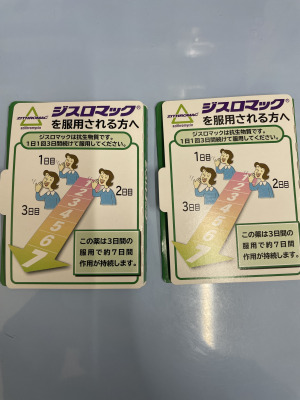 ZITHROMAC
azithromycin
ジスロマック®
を服用される方へ
ジスロマックは抗生物質です。
1日1回3日間続けて服用してください。
1日目
2日目
3日目
1
2
3
4
5
6
7
この薬は3日間の
服用で約7日間
作用が持続します。
ZITHROMAC
azithromycin
ジスロマック®
を服用される方へ
ジスロマックは抗生物質です。
1日1回3日間続けて服用してください。
1日目
2日目
3日目
1
2
3
4
5
6
7
この薬は3日間の
服用で約7日間
作用が持続します。